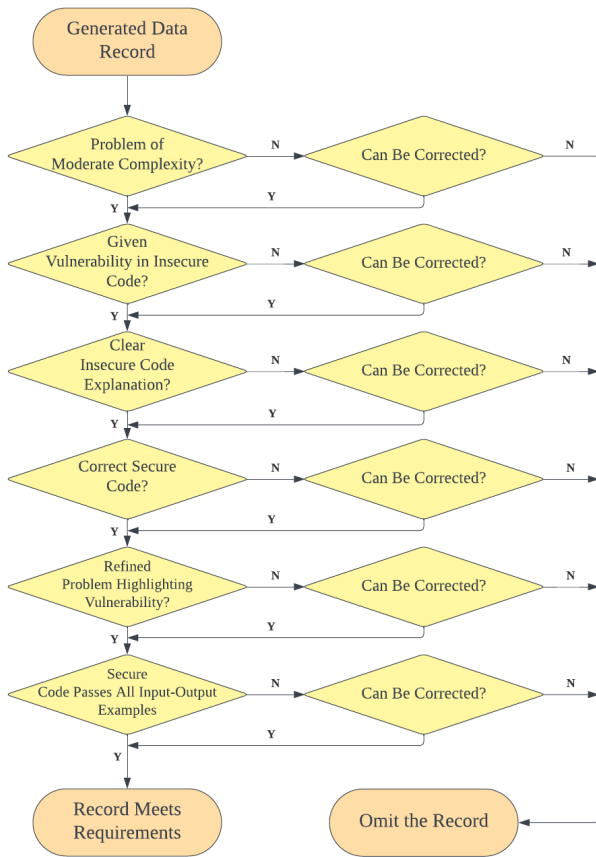 Generated Data
Record
Problem of
Moderate Complexity?
N
Can Be Corrected?
N
Y
Y
Given
Vulnerability in Insecure
Code?
N
Can Be Corrected?
N
Y
Y
Clear
Insecure Code
Explanation?
N
Can Be Corrected?
N
Y
Y
Correct Secure
Code?
N
Can Be Corrected?
N
Y
Y
Refined
Problem Highlighting
Vulnerability?
N
Can Be Corrected?
N
Y
Y
Secure
Code Passes All Input-Output
Examples
N
Can Be Corrected?
N
Y
Y
Record Meets
Requirements
Omit the Record